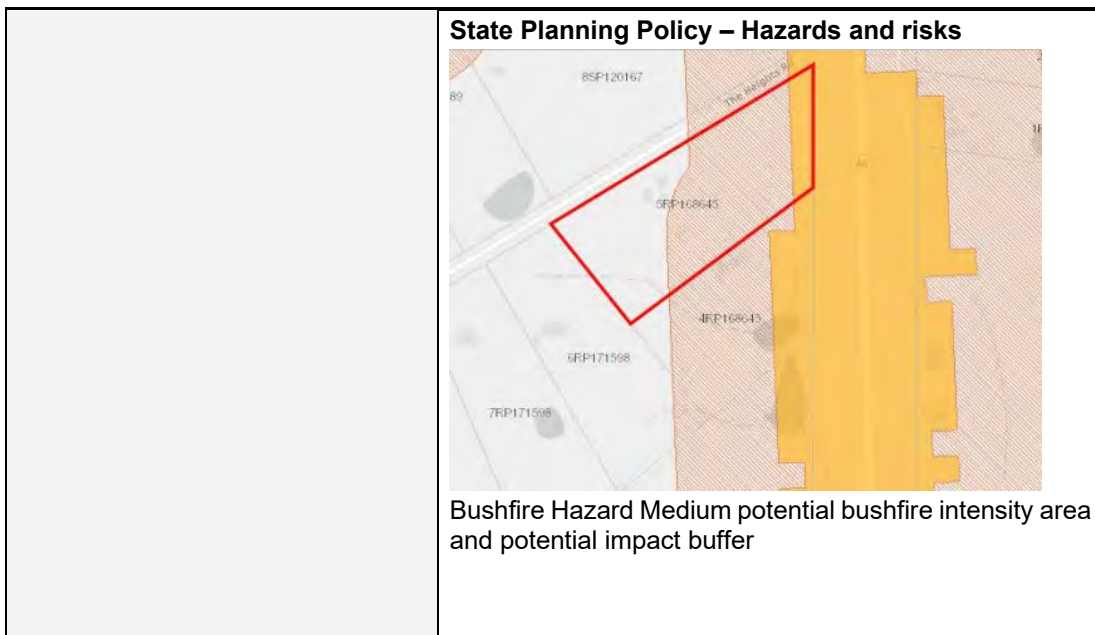 State Planning Policy – Hazards and risks
8SP120167
The Heights R
89
5RP168645
4RP168645
6RP171598
7RP171598
Bushfire Hazard Medium potential bushfire intensity area
and potential impact buffer